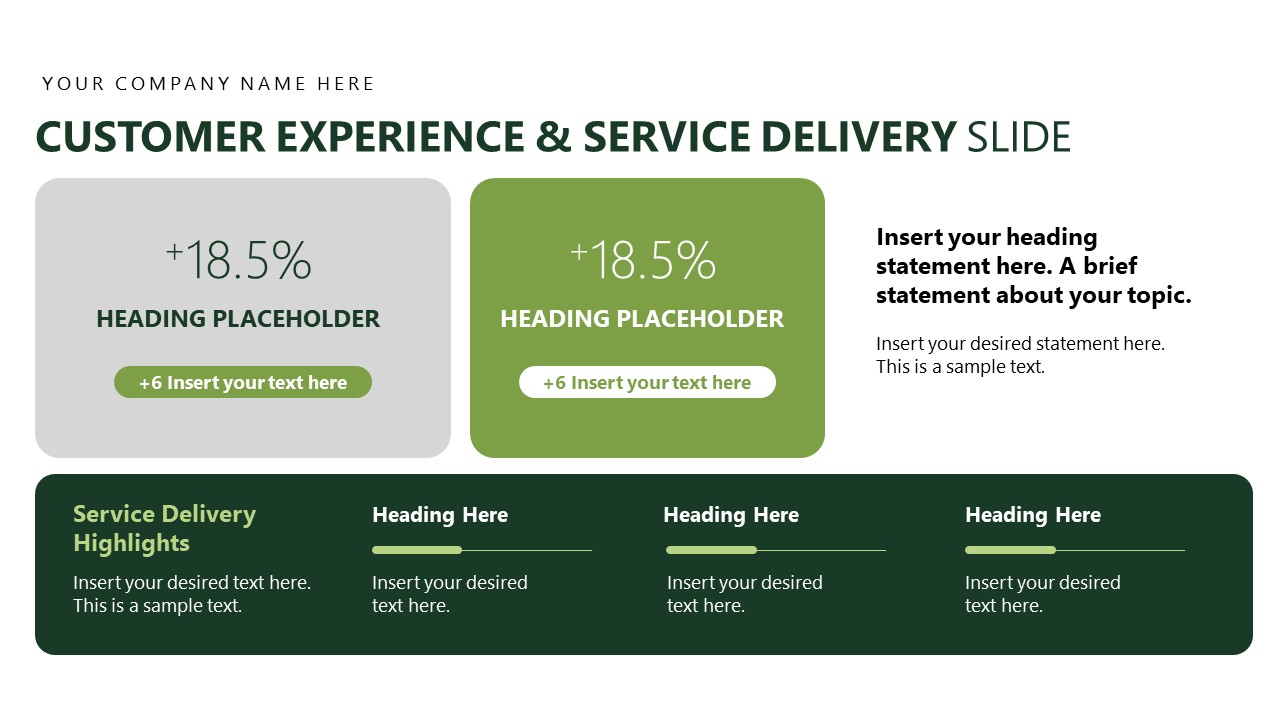 YOUR COMPANY NAME HERE
CUSTOMER EXPERIENCE & SERVICE DELIVERY SLIDE
+18.5%
HEADING PLACEHOLDER
+6 Insert your text here
+18.5%
HEADING PLACEHOLDER
+6 Insert your text here
Insert your heading
statement here. A brief
statement about your topic.
Insert your desired statement here.
This is a sample text.
Service Delivery
Highlights
Insert your desired text here.
This is a sample text.
Heading Here
Insert your desired
text here.
Heading Here
Insert your desired
text here.
Heading Here
Insert your desired
text here.